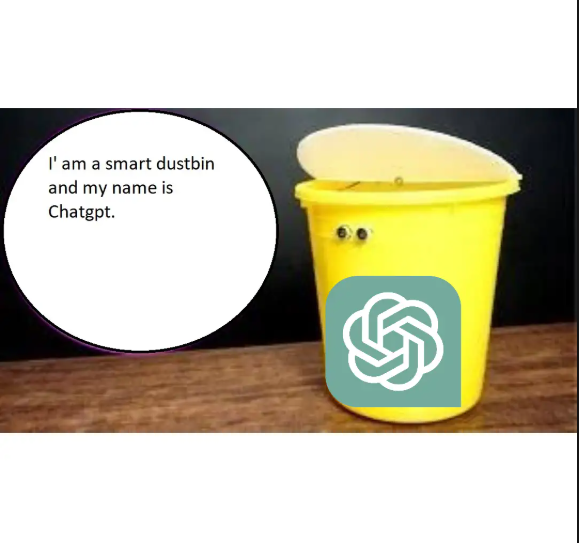 I' am a smart dustbin
and my name is
Chatgpt.